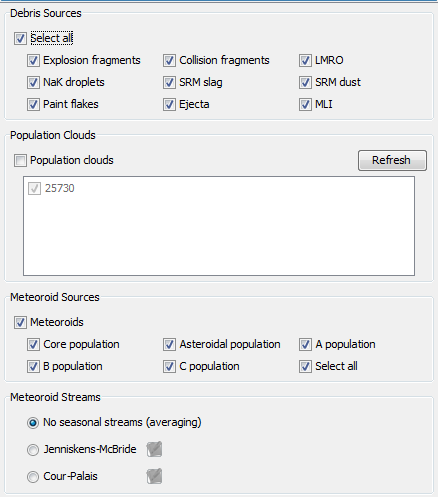 Debris Sources
Select all
Explosion fragments Collision fragments LMRO
NaK droplets SRM slag SRM dust
Paint flakes Ejecta MLI
Population Clouds
Population clouds Refresh
25730
Meteoroid Sources
Meteoroids
Core population Asteroidal population A population
B population C population Select all
Meteoroid Streams
No seasonal streams (averaging)
Jenniskens-McBride
Cour-Palais